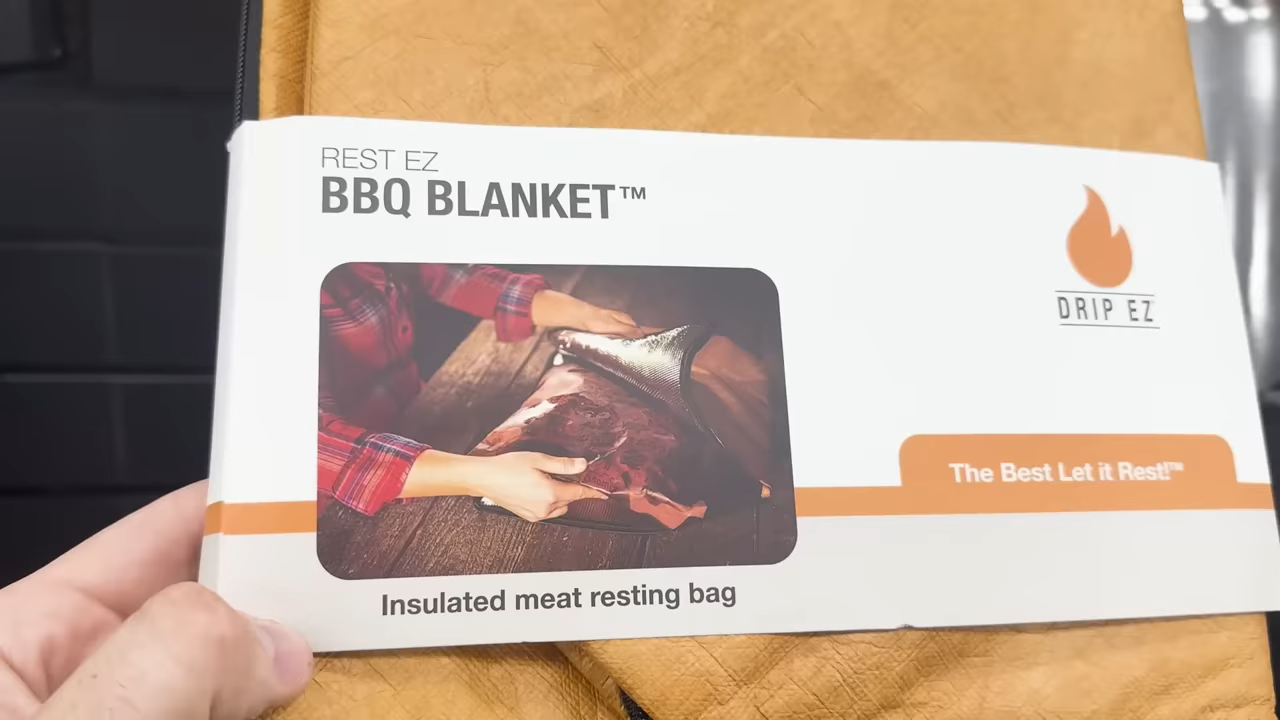 REST EZ
BBQ BLANKET™
DRIP EZ
The Best Let it Rest!™
Insulated meat resting bag